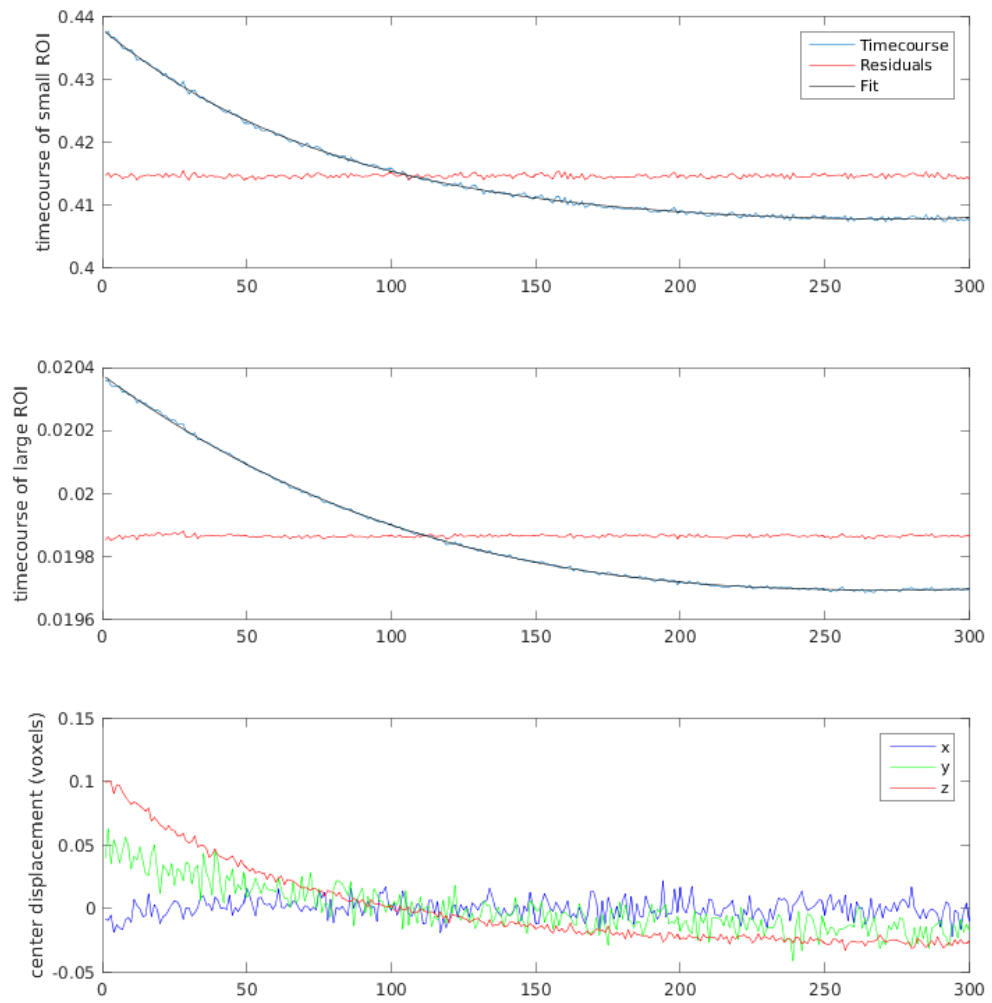 timecourse of small ROI
0.44
0.43
0.42
0.41
0.4
Timecourse
Residuals
Fit
0 50 100 150 200 250 300
timecourse of large ROI
0.0204
0.0202
0.02
0.0198
0.0196
0 50 100 150 200 250 300
center displacement (voxels)
0.15
0.1
0.05
0
-0.05
x
y
z
0 50 100 150 200 250 300